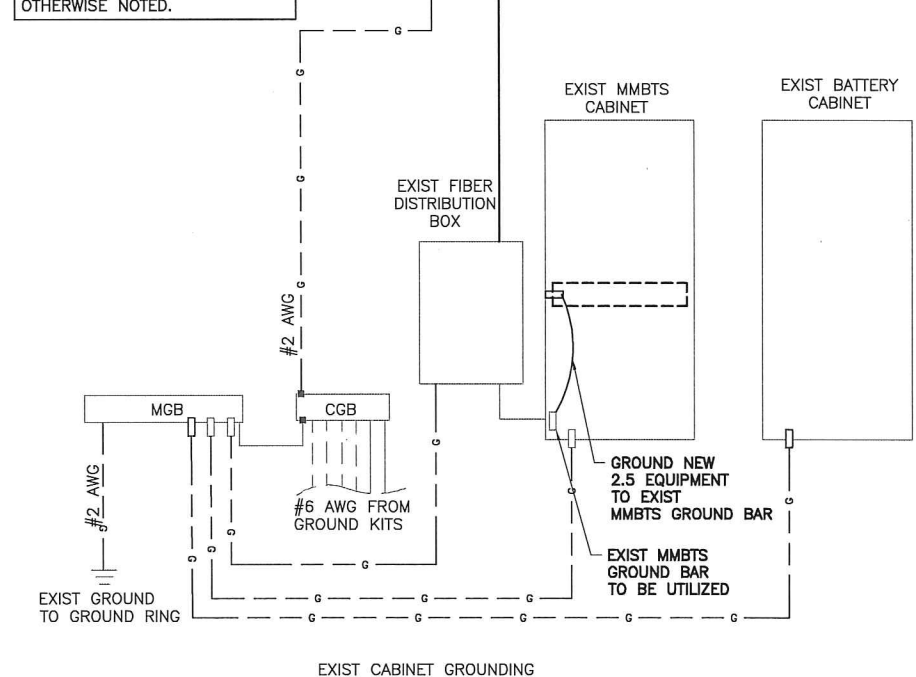 OTHERWISE NOTED.
G
EXIST MMBTS
CABINET
EXIST BATTERY
CABINET
G
G
EXIST FIBER
DISTRIBUTION
BOX
G
#2 AWG
MGB
CGB
G
#2 AWG
G
#6 AWG FROM
GROUND KITS
GROUND NEW
2.5 EQUIPMENT
TO EXIST
MMBTS GROUND BAR
G
G
G
G
G
G
EXIST MMBTS
GROUND BAR
TO BE UTILIZED
G
EXIST GROUND
TO GROUND RING
G G G
G G G G G
EXIST CABINET GROUNDING